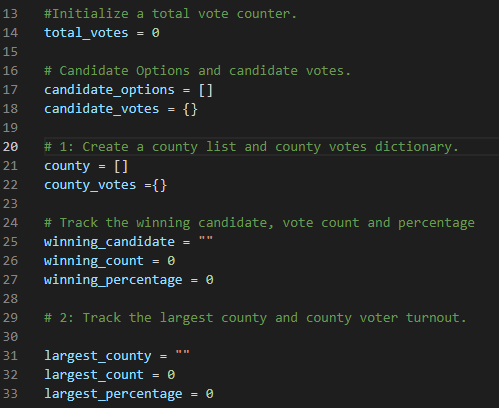 13 #Initialize a total vote counter.
14 total_votes = 0
15
16 # Candidate Options and candidate votes.
17 candidate_options = []
18 candidate_votes = {}
19
20 # 1: Create a county list and county votes dictionary.
21 county = []
22 county_votes ={}
23
24 # Track the winning candidate, vote count and percentage
25 winning_candidate = ""
26 winning_count = 0
27 winning_percentage = 0
28
29 # 2: Track the largest county and county voter turnout.
30
31 largest_county = ""
32 largest_count = 0
33 largest_percentage = 0